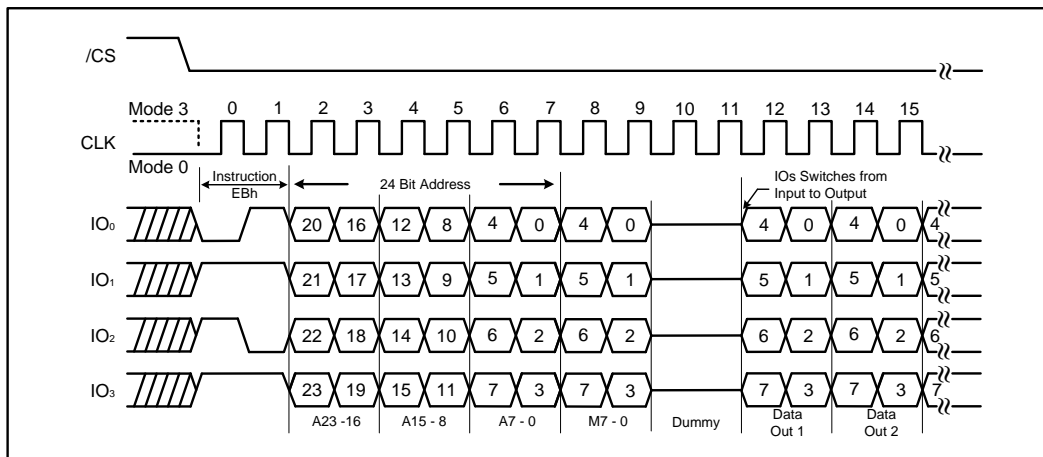 /CS
Mode 3 0 1 2 3 4 5 6 7 8 9 10 11 12 13 14 15
CLK
Mode 0
Instruction EBh
24 Bit Address
IOs Switches from
Input to Output
IO0 20 16 12 8 4 0 4 0 4 0 4 0 4
IO1 21 17 13 9 5 1 5 1 5 1 5 1 5
IO2 22 18 14 10 6 2 6 2 6 2 6 2 6
IO3 23 19 15 11 7 3 7 3 7 3 7 3 7
A23 -16 A15 - 8 A7 - 0 M7 - 0 Dummy Data Out 1 Data Out 2